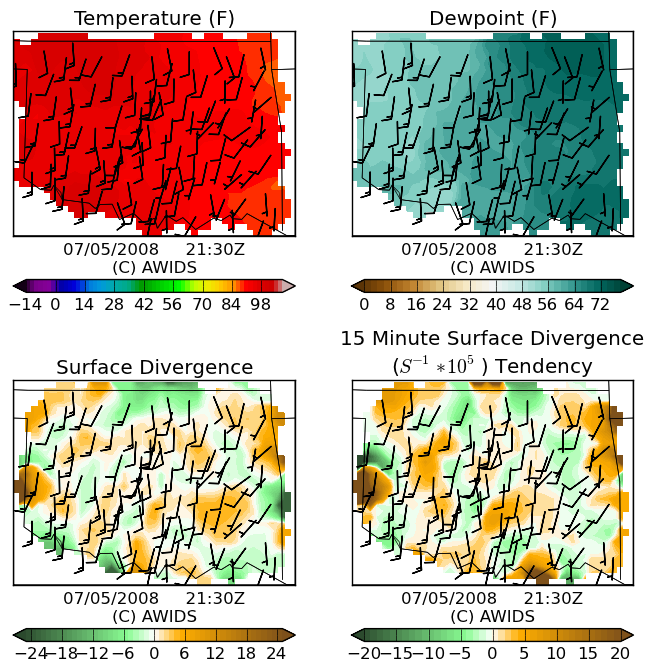 Temperature (F)
Dewpoint (F)
07/05/2008 21:30Z
(C) AWIDS
07/05/2008 21:30Z
(C) AWIDS
−14 0 14 28 42 56 70 84 98
0 8 16 24 32 40 48 56 64 72
Surface Divergence
15 Minute Surface Divergence
(S⁻¹ *10⁵ ) Tendency
07/05/2008 21:30Z
(C) AWIDS
07/05/2008 21:30Z
(C) AWIDS
−24 −18 −12 −6 0 6 12 18 24
−20 −15 −10 −5 0 5 10 15 20